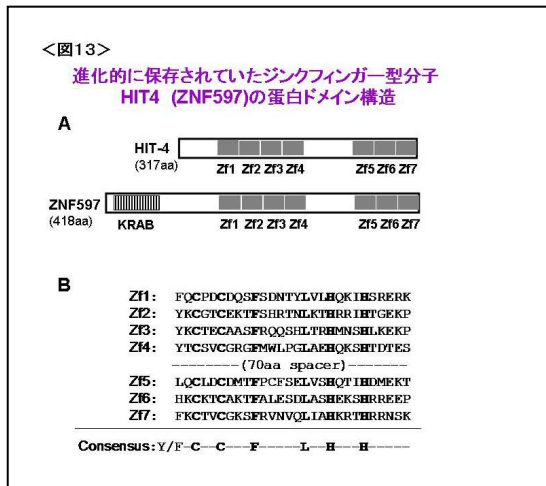 ＜図13＞
進化的に保存されていたジンクフィンガー型分子
HIT4 (ZNF597)の蛋白ドメイン構造
A
HIT-4
(317aa)
Zf1 Zf2 Zf3 Zf4 Zf5 Zf6 Zf7
ZNF597
(418aa)
KRAB Zf1 Zf2 Zf3 Zf4 Zf5 Zf6 Zf7
B
Zf1: FQCPDCDQSFSDNTYLVLHQKIHSRERK
Zf2: YKCGTCEKTFSHRTNLKTHRRIHTGEKP
Zf3: YKCTECAASFRQQSHLTRHMNSHLKEKP
Zf4: YTCSVCGRGFMWLPGLAEHQKSHTDTES
-------(70aa spacer)-------
Zf5: LQCLDCDMTFPCFSELVSHQTIHDMEKT
Zf6: HKCKTCAKTFALESDLASHEKSHRREEP
Zf7: FKCTVCGKSFRVNVQLIAHKRTHRRNSK
Consensus:Y/F-C--C---F-----L--H---H-----